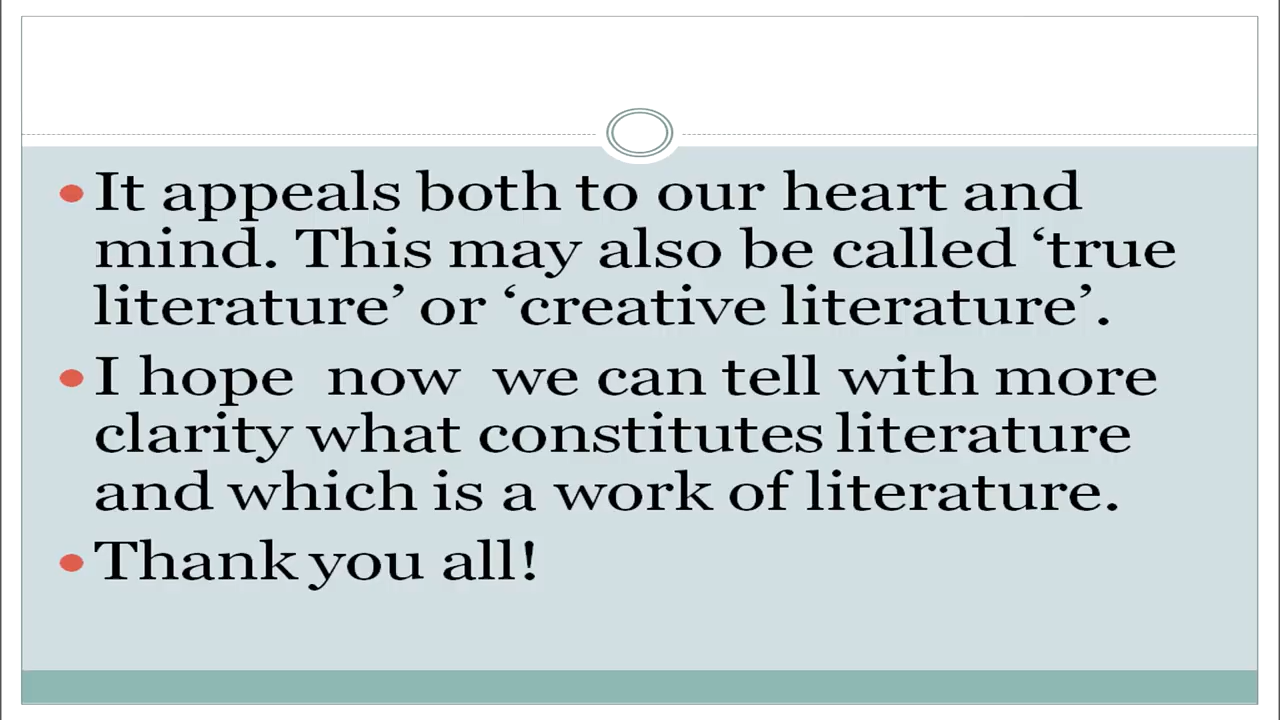 It appeals both to our heart and
mind. This may also be called ‘true
literature’ or ‘creative literature’.
I hope now we can tell with more
clarity what constitutes literature
and which is a work of literature.
Thank you all!